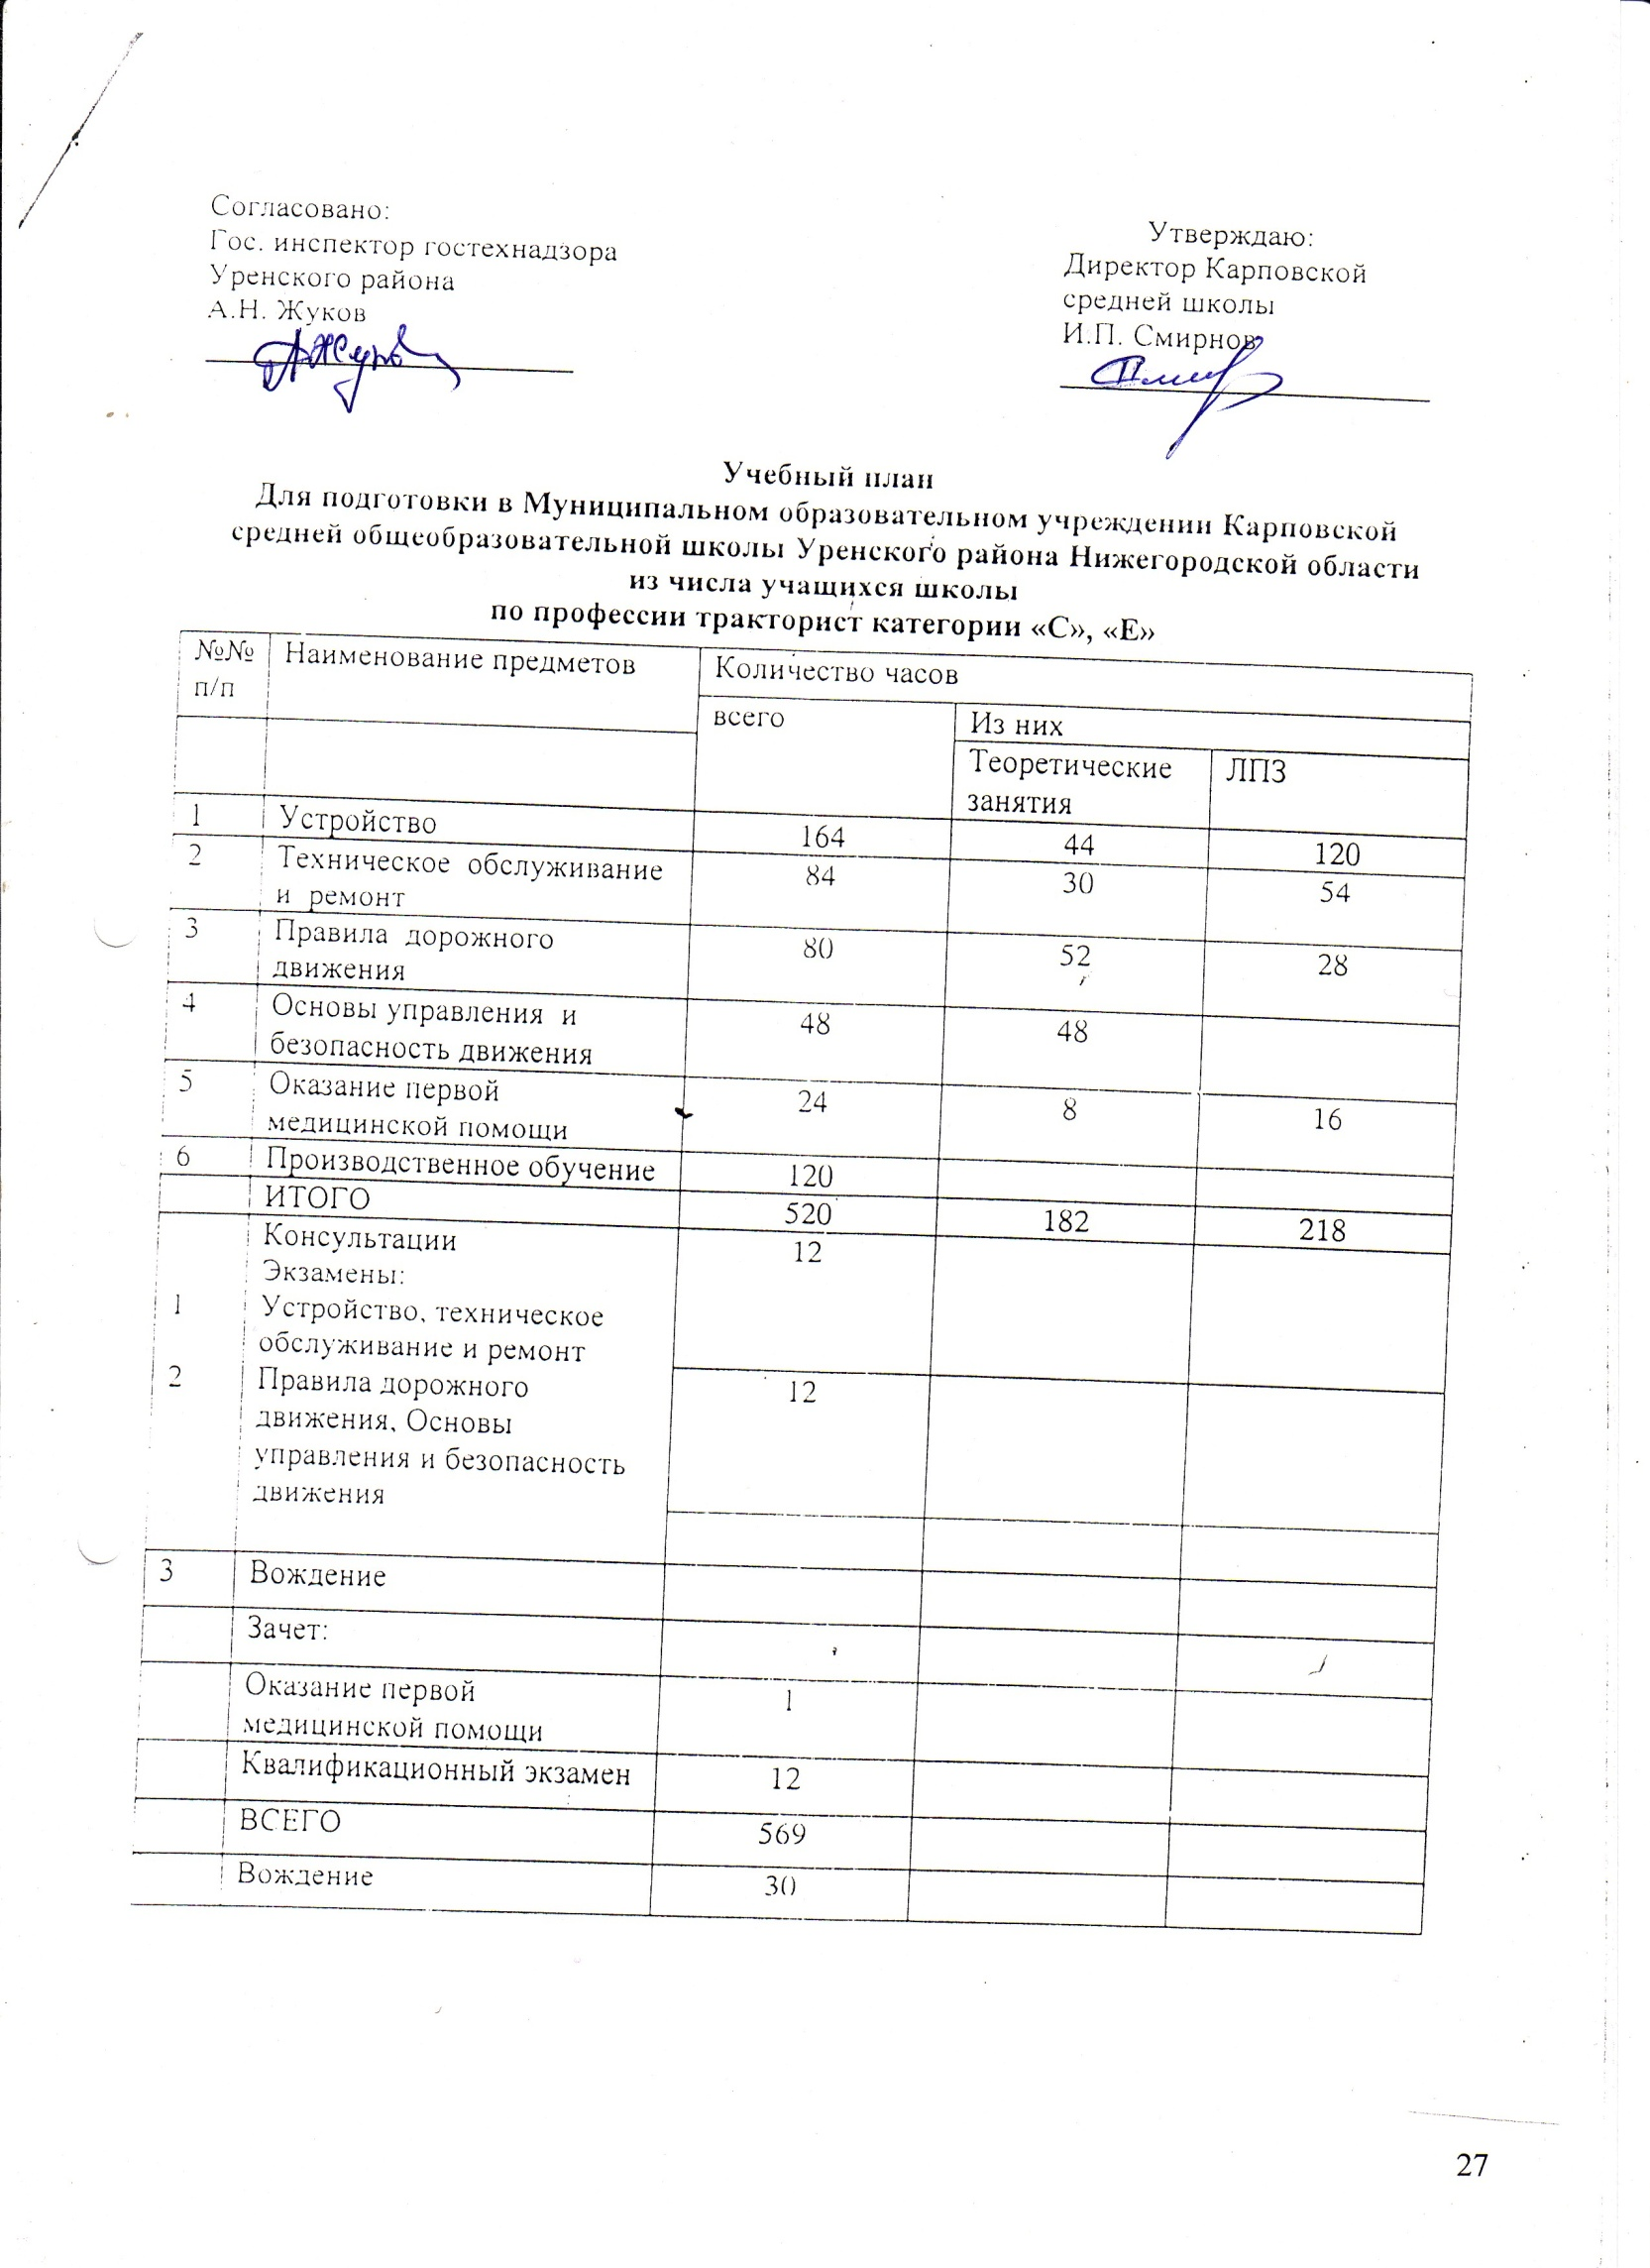 Согласовано:
Гос. инспектор гостехнадзора
Уренского района
А.Н. Жуков
Утверждаю:
Директор Карповской
средней школы
И.П. Смирнов
Учебный план
Для подготовки в Муниципальном образовательном учреждении Карповской
средней общеобразовательной школы Уренского района Нижегородской области
из числа учащихся школы
по профессии тракторист категории «С», «Е»
№№ Наименование предметов Количество часов
п/п
всего Из них
Теоретические ЛПЗ
занятия
1 Устройство 164 44 120
2 Техническое обслуживание 84 30 54
и ремонт
3 Правила дорожного 80 52 28
движения
4 Основы управления и 48 48
безопасность движения
5 Оказание первой 24 8 16
медицинской помощи
6 Производственное обучение 120
ИТОГО 520 182 218
Консультации 12
Экзамены:
1 Устройство, техническое
обслуживание и ремонт
2 Правила дорожного 12
движения, Основы
управления и безопасность
движения
3 Вождение
Зачет:
Оказание первой 1
медицинской помощи
Квалификационный экзамен 12
ВСЕГО 569
Вождение 30
27